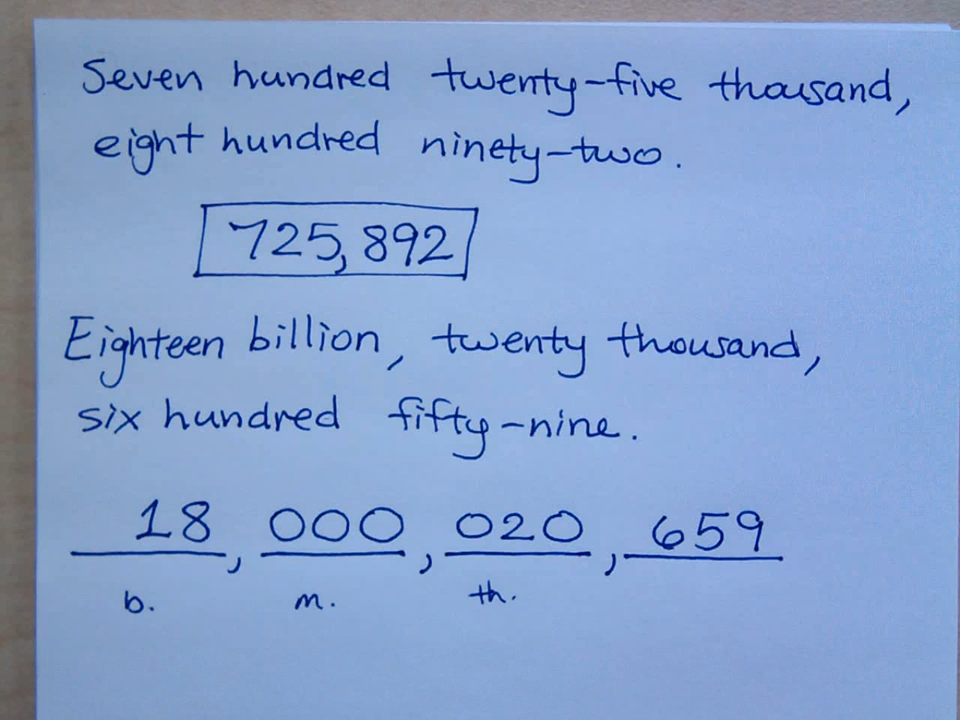 Seven hundred twenty-five thousand,
eight hundred ninety-two.
725,892
Eighteen billion, twenty thousand,
six hundred fifty-nine.
18, 000, 020, 659
b. m. th.